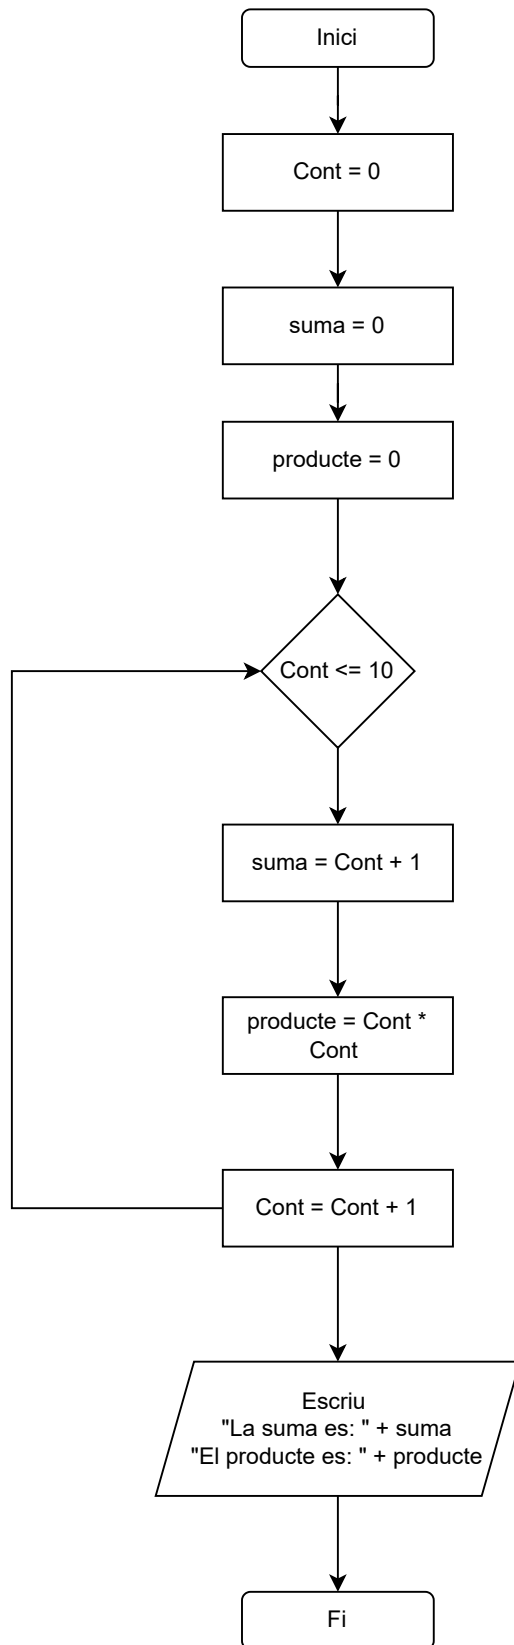 Inici
Cont = 0
suma = 0
producte = 0
Cont <= 10
suma = Cont + 1
producte = Cont *
Cont
Cont = Cont + 1
Escriu
"La suma es: " + suma
"El producte es: " + producte
Fi